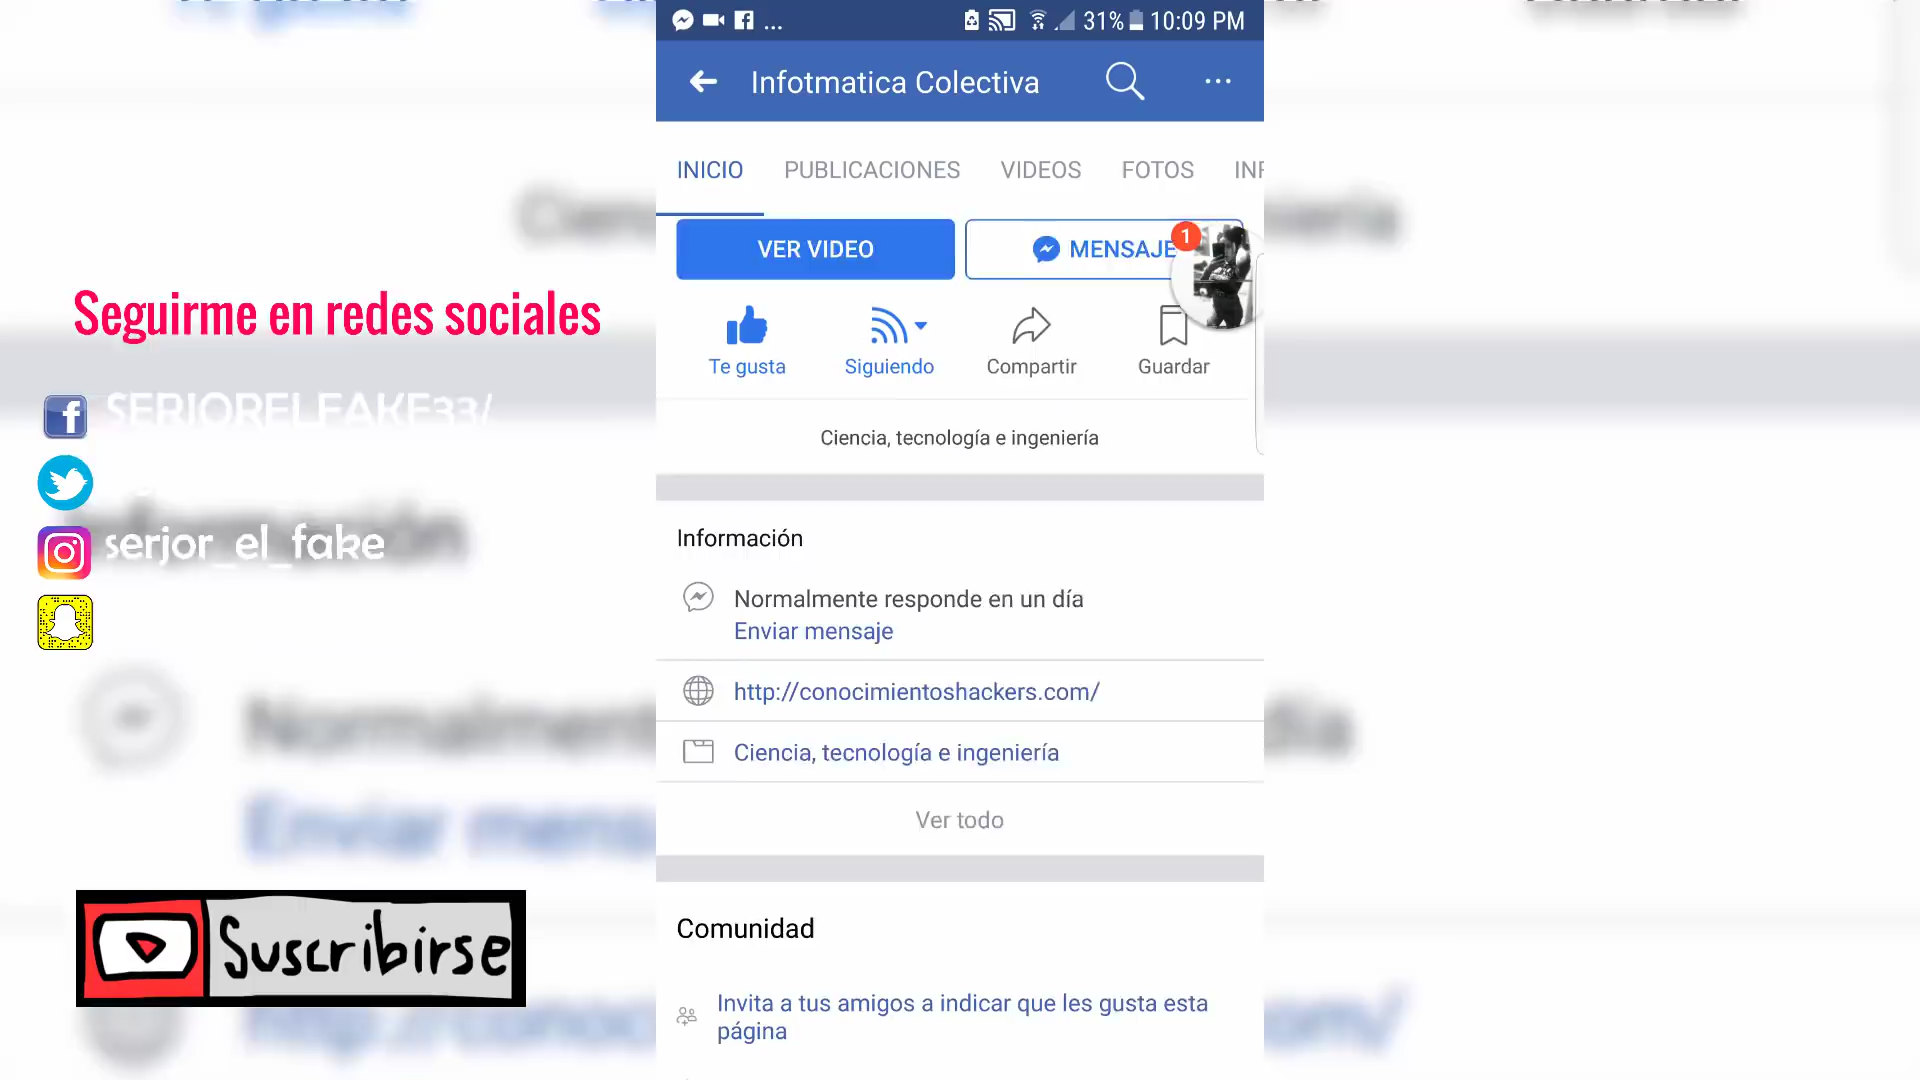 ... 31% 10:09 PM
Infotmatica Colectiva
INICIO PUBLICACIONES VIDEOS FOTOS INF
VER VIDEO MENSAJE 1
Te gusta Siguiendo Compartir Guardar
Ciencia, tecnología e ingeniería
Información
Normalmente responde en un día
Enviar mensaje
http://conocimientoshackers.com/
Ciencia, tecnología e ingeniería
Ver todo
Comunidad
Invita a tus amigos a indicar que les gusta esta
página
Seguirme en redes sociales
SERJORELFAKE33/
serjor_el_fake
Suscribirse